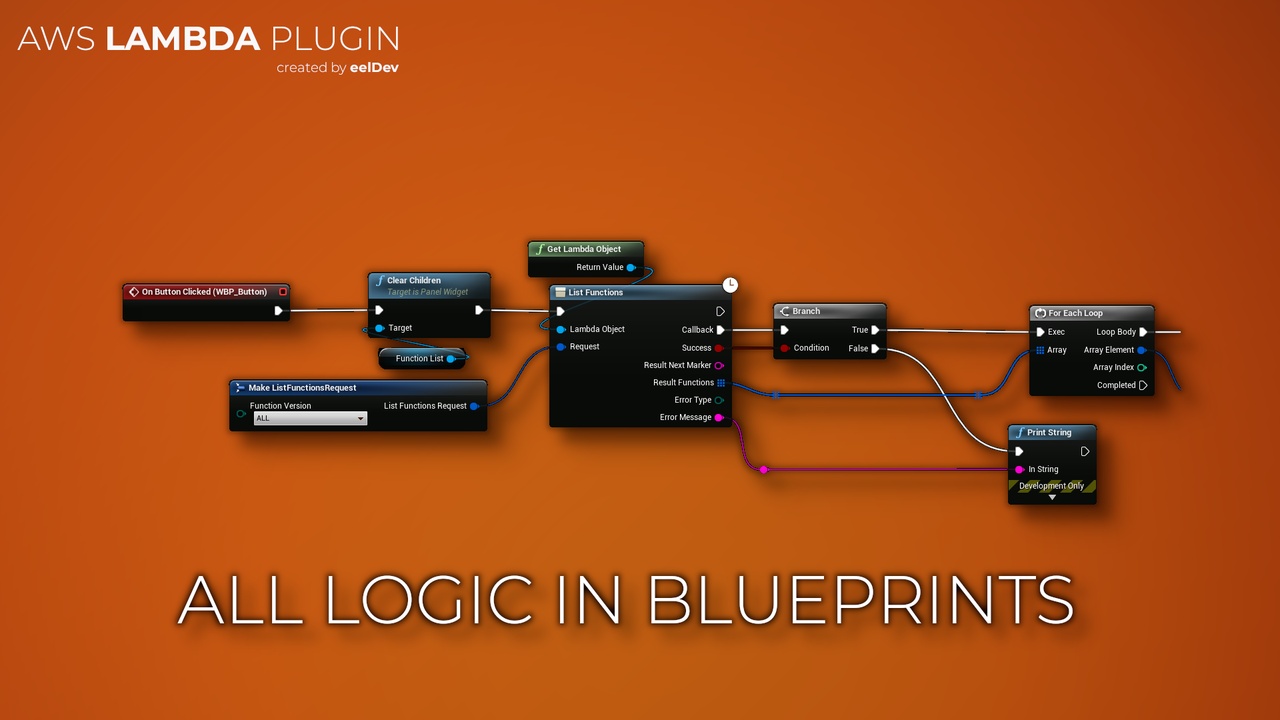 AWS LAMBDA PLUGIN
created by eelDev
Get Lambda Object
Return Value
On Button Clicked (WBP_Button)
Clear Children
Target is Panel Widget
Target
Function List
Make ListFunctionsRequest
Function Version
ALL
List Functions Request
List Functions
Lambda Object
Request
Callback
Success
Result Next Marker
Result Functions
Error Type
Error Message
Branch
Condition
True
False
For Each Loop
Exec
Array
Loop Body
Array Element
Array Index
Completed
Print String
In String
Development Only
ALL LOGIC IN BLUEPRINTS